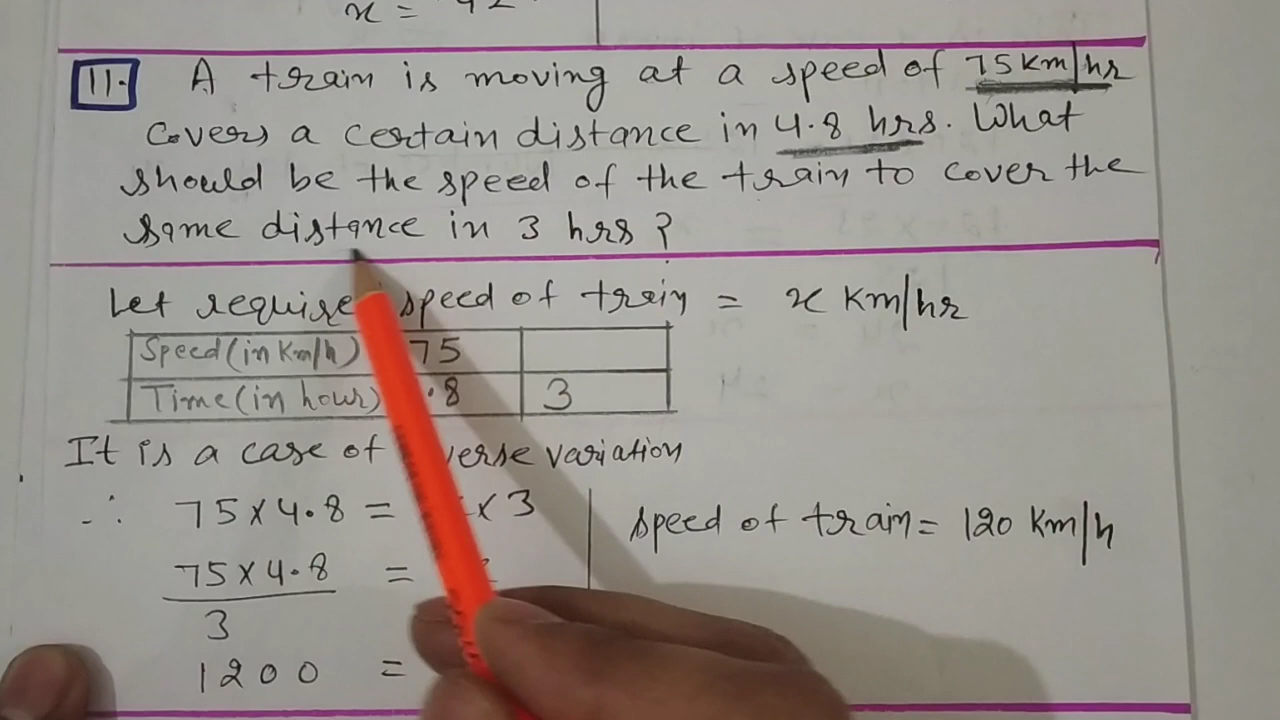 x = 42
11. A train is moving at a speed of 75 km/hr
covers a certain distance in 4.8 hrs. What
should be the speed of the train to cover the
same distance in 3 hrs ?
Let require speed of train = x km/hr
Speed (in Km/h) 75
Time (in hour) .8 3
It is a case of verse variation
∴ 75 x 4.8 = x 3
75 x 4.8 =
3
1200 =
speed of train = 120 km/h